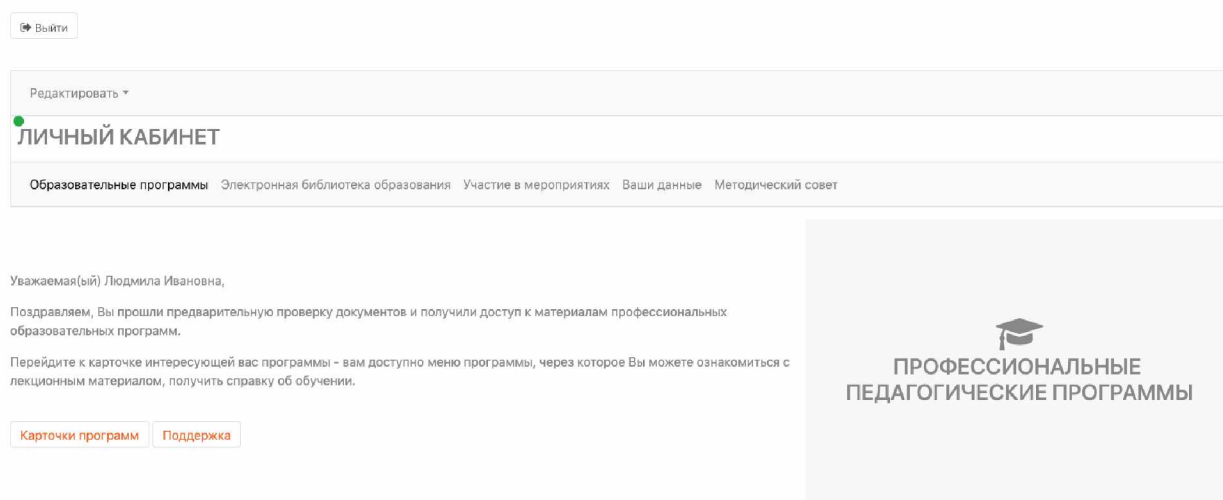 Выйти
Редактировать
ЛИЧНЫЙ КАБИНЕТ
Образовательные программы Электронная библиотека образования Участие в мероприятиях Ваши данные Методический совет
Уважаемая(ый) Людмила Ивановна,
Поздравляем, Вы прошли предварительную проверку документов и получили доступ к материалам профессиональных
образовательных программ.
Перейдите к карточке интересующей вас программы - вам доступно меню программы, через которое Вы можете ознакомиться с
лекционным материалом, получить справку об обучении.
Карточки программ Поддержка
ПРОФЕССИОНАЛЬНЫЕ
ПЕДАГОГИЧЕСКИЕ ПРОГРАММЫ